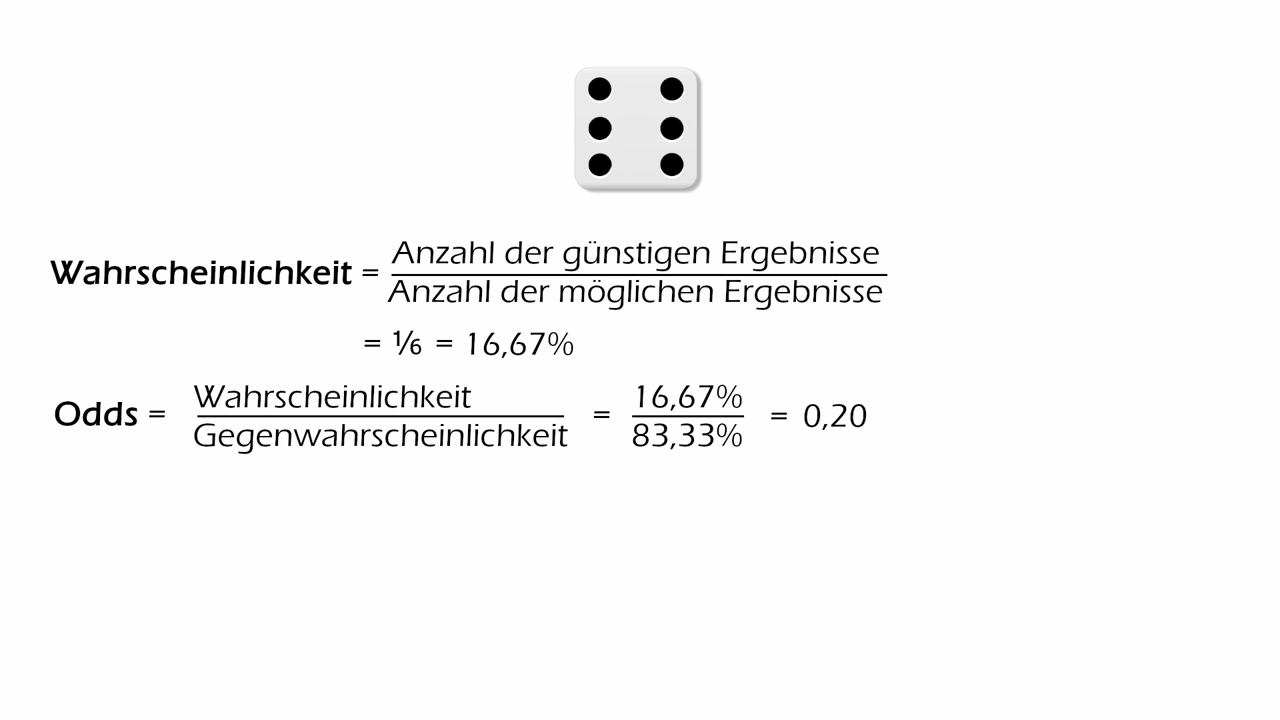 Wahrscheinlichkeit = Anzahl der günstigen Ergebnisse
Anzahl der möglichen Ergebnisse
= ⅙ = 16,67%
Odds = Wahrscheinlichkeit = 16,67% = 0,20
Gegenwahrscheinlichkeit 83,33%